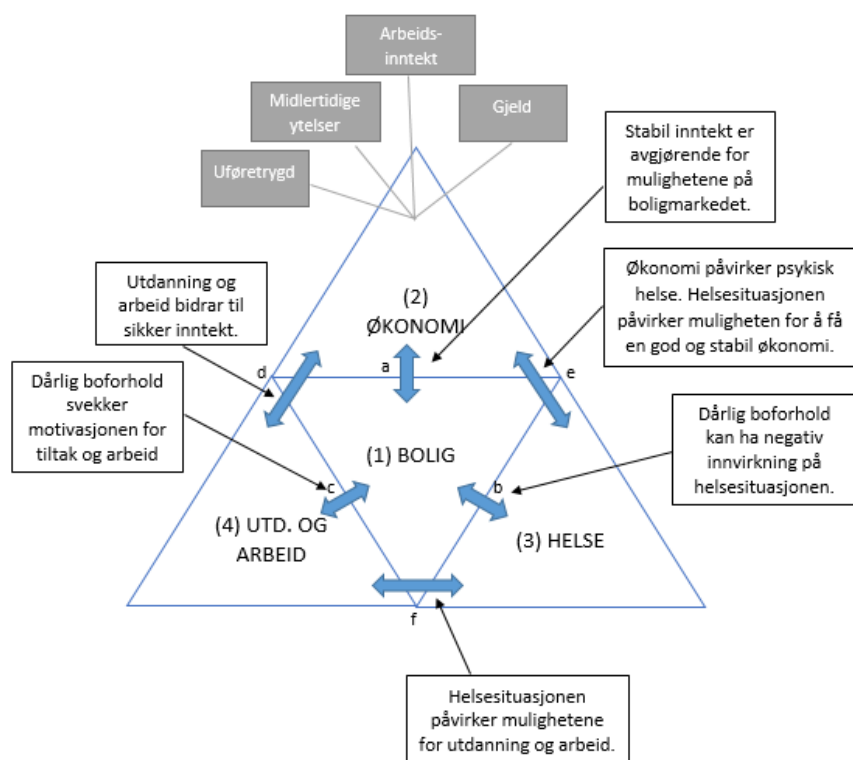 Arbeids-
inntekt
Midlertidige
ytelser
Gjeld
Uføretrygd
Stabil inntekt er
avgjørende for
mulighetene på
boligmarkedet.
Utdanning og
arbeid bidrar til
sikker inntekt.
(2)
ØKONOMI
Økonomi påvirker psykisk
helse. Helsesituasjonen
påvirker muligheten for å få
en god og stabil økonomi.
d
a
e
Dårlig boforhold
svekker
motivasjonen for
tiltak og arbeid
Dårlig boforhold
kan ha negativ
innvirkning på
helsesituasjonen.
(1) BOLIG
c
b
(4) UTD. OG
ARBEID
(3) HELSE
f
Helsesituasjonen
påvirker mulighetene
for utdanning og arbeid.